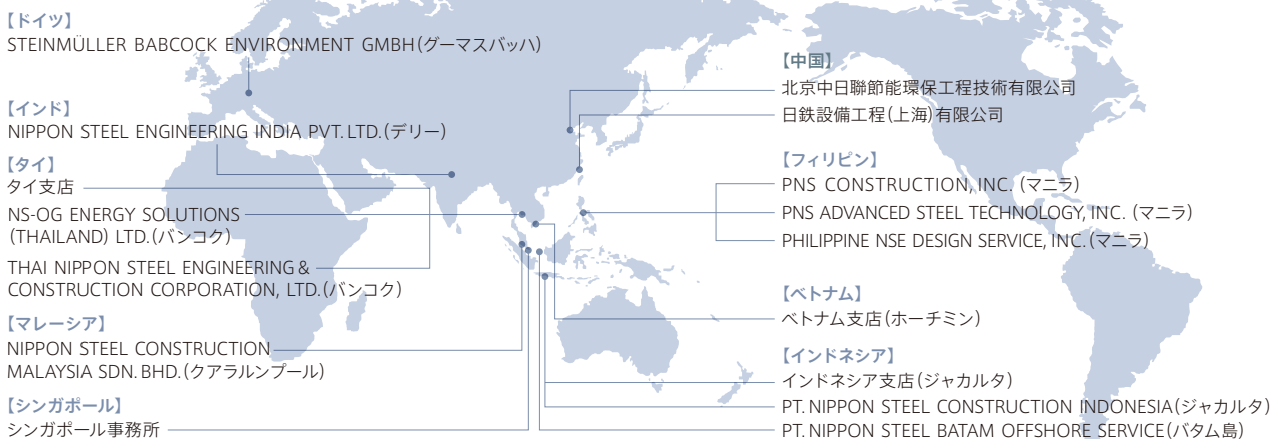 【ドイツ】
STEINMÜLLER BABCOCK ENVIRONMENT GMBH(グーマスバッハ)
【インド】
NIPPON STEEL ENGINEERING INDIA PVT. LTD.(デリー)
【タイ】
タイ支店
NS-OG ENERGY SOLUTIONS
(THAILAND) LTD.(バンコク)
THAI NIPPON STEEL ENGINEERING &
CONSTRUCTION CORPORATION, LTD.(バンコク)
【マレーシア】
NIPPON STEEL CONSTRUCTION
MALAYSIA SDN. BHD.(クアラルンプール)
【シンガポール】
シンガポール事務所
【中国】
北京中日聯節能環保工程技術有限公司
日鉄設備工程(上海)有限公司
【フィリピン】
PNS CONSTRUCTION, INC. (マニラ)
PNS ADVANCED STEEL TECHNOLOGY, INC. (マニラ)
PHILIPPINE NSE DESIGN SERVICE, INC.(マニラ)
【ベトナム】
ベトナム支店(ホーチミン)
【インドネシア】
インドネシア支店(ジャカルタ)
PT. NIPPON STEEL CONSTRUCTION INDONESIA(ジャカルタ)
PT. NIPPON STEEL BATAM OFFSHORE SERVICE(バタム島)